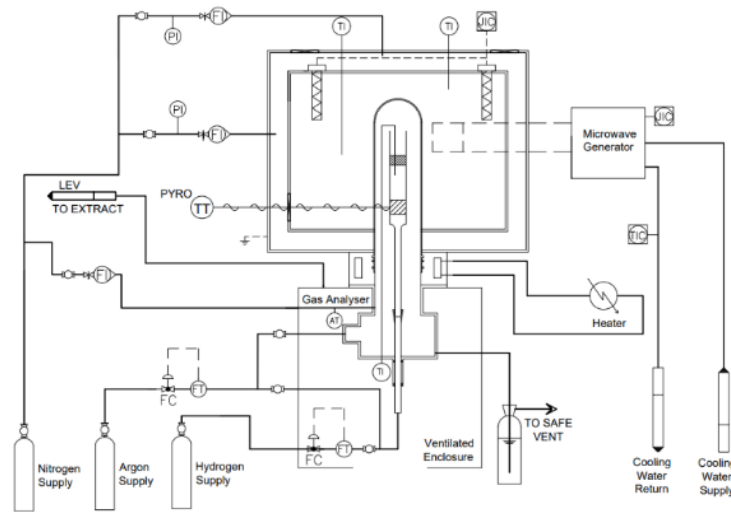 FI
PI
TI
TI
JIC
PI
FI
JIC
Microwave
Generator
LEV
TO EXTRACT
PYRO
TT
TIC
FI
Gas Analyser
AT
Heater
TI
FT
FC
FT
FC
TO SAFE
VENT
Nitrogen
Supply
Argon
Supply
Hydrogen
Supply
Ventilated
Enclosure
Cooling
Water
Return
Cooling
Water
Supply